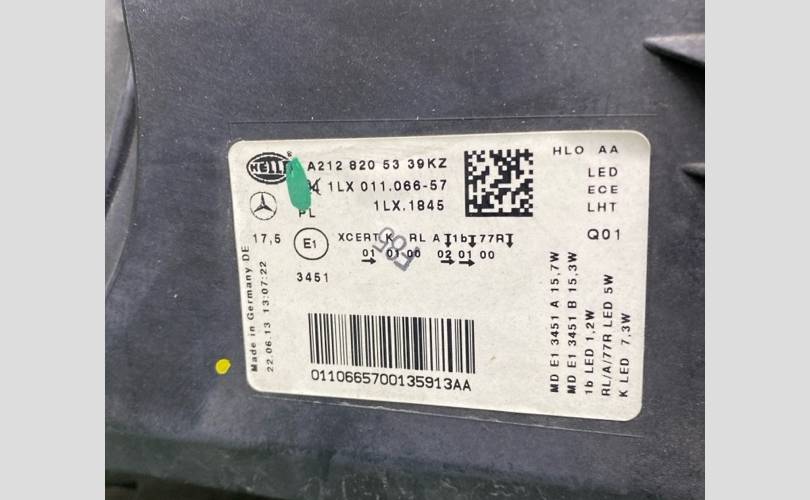 HELLA
A212 820 53 39KZ
1LX 011.066-57
1LX.1845
PL
17,5
E1
XCERT K RL A 1b 77R
01 01 00 02 01 00
3451
Made in Germany DE
22.06.13 13:07:22
0110665700135913AA
HLO AA
LED
ECE
LHT
Q01
MD E1 3451 A 15,7W
MD E1 3451 B 15,3W
1b LED 1,2W
RL/A/77R LED 5W
K LED 7,3W